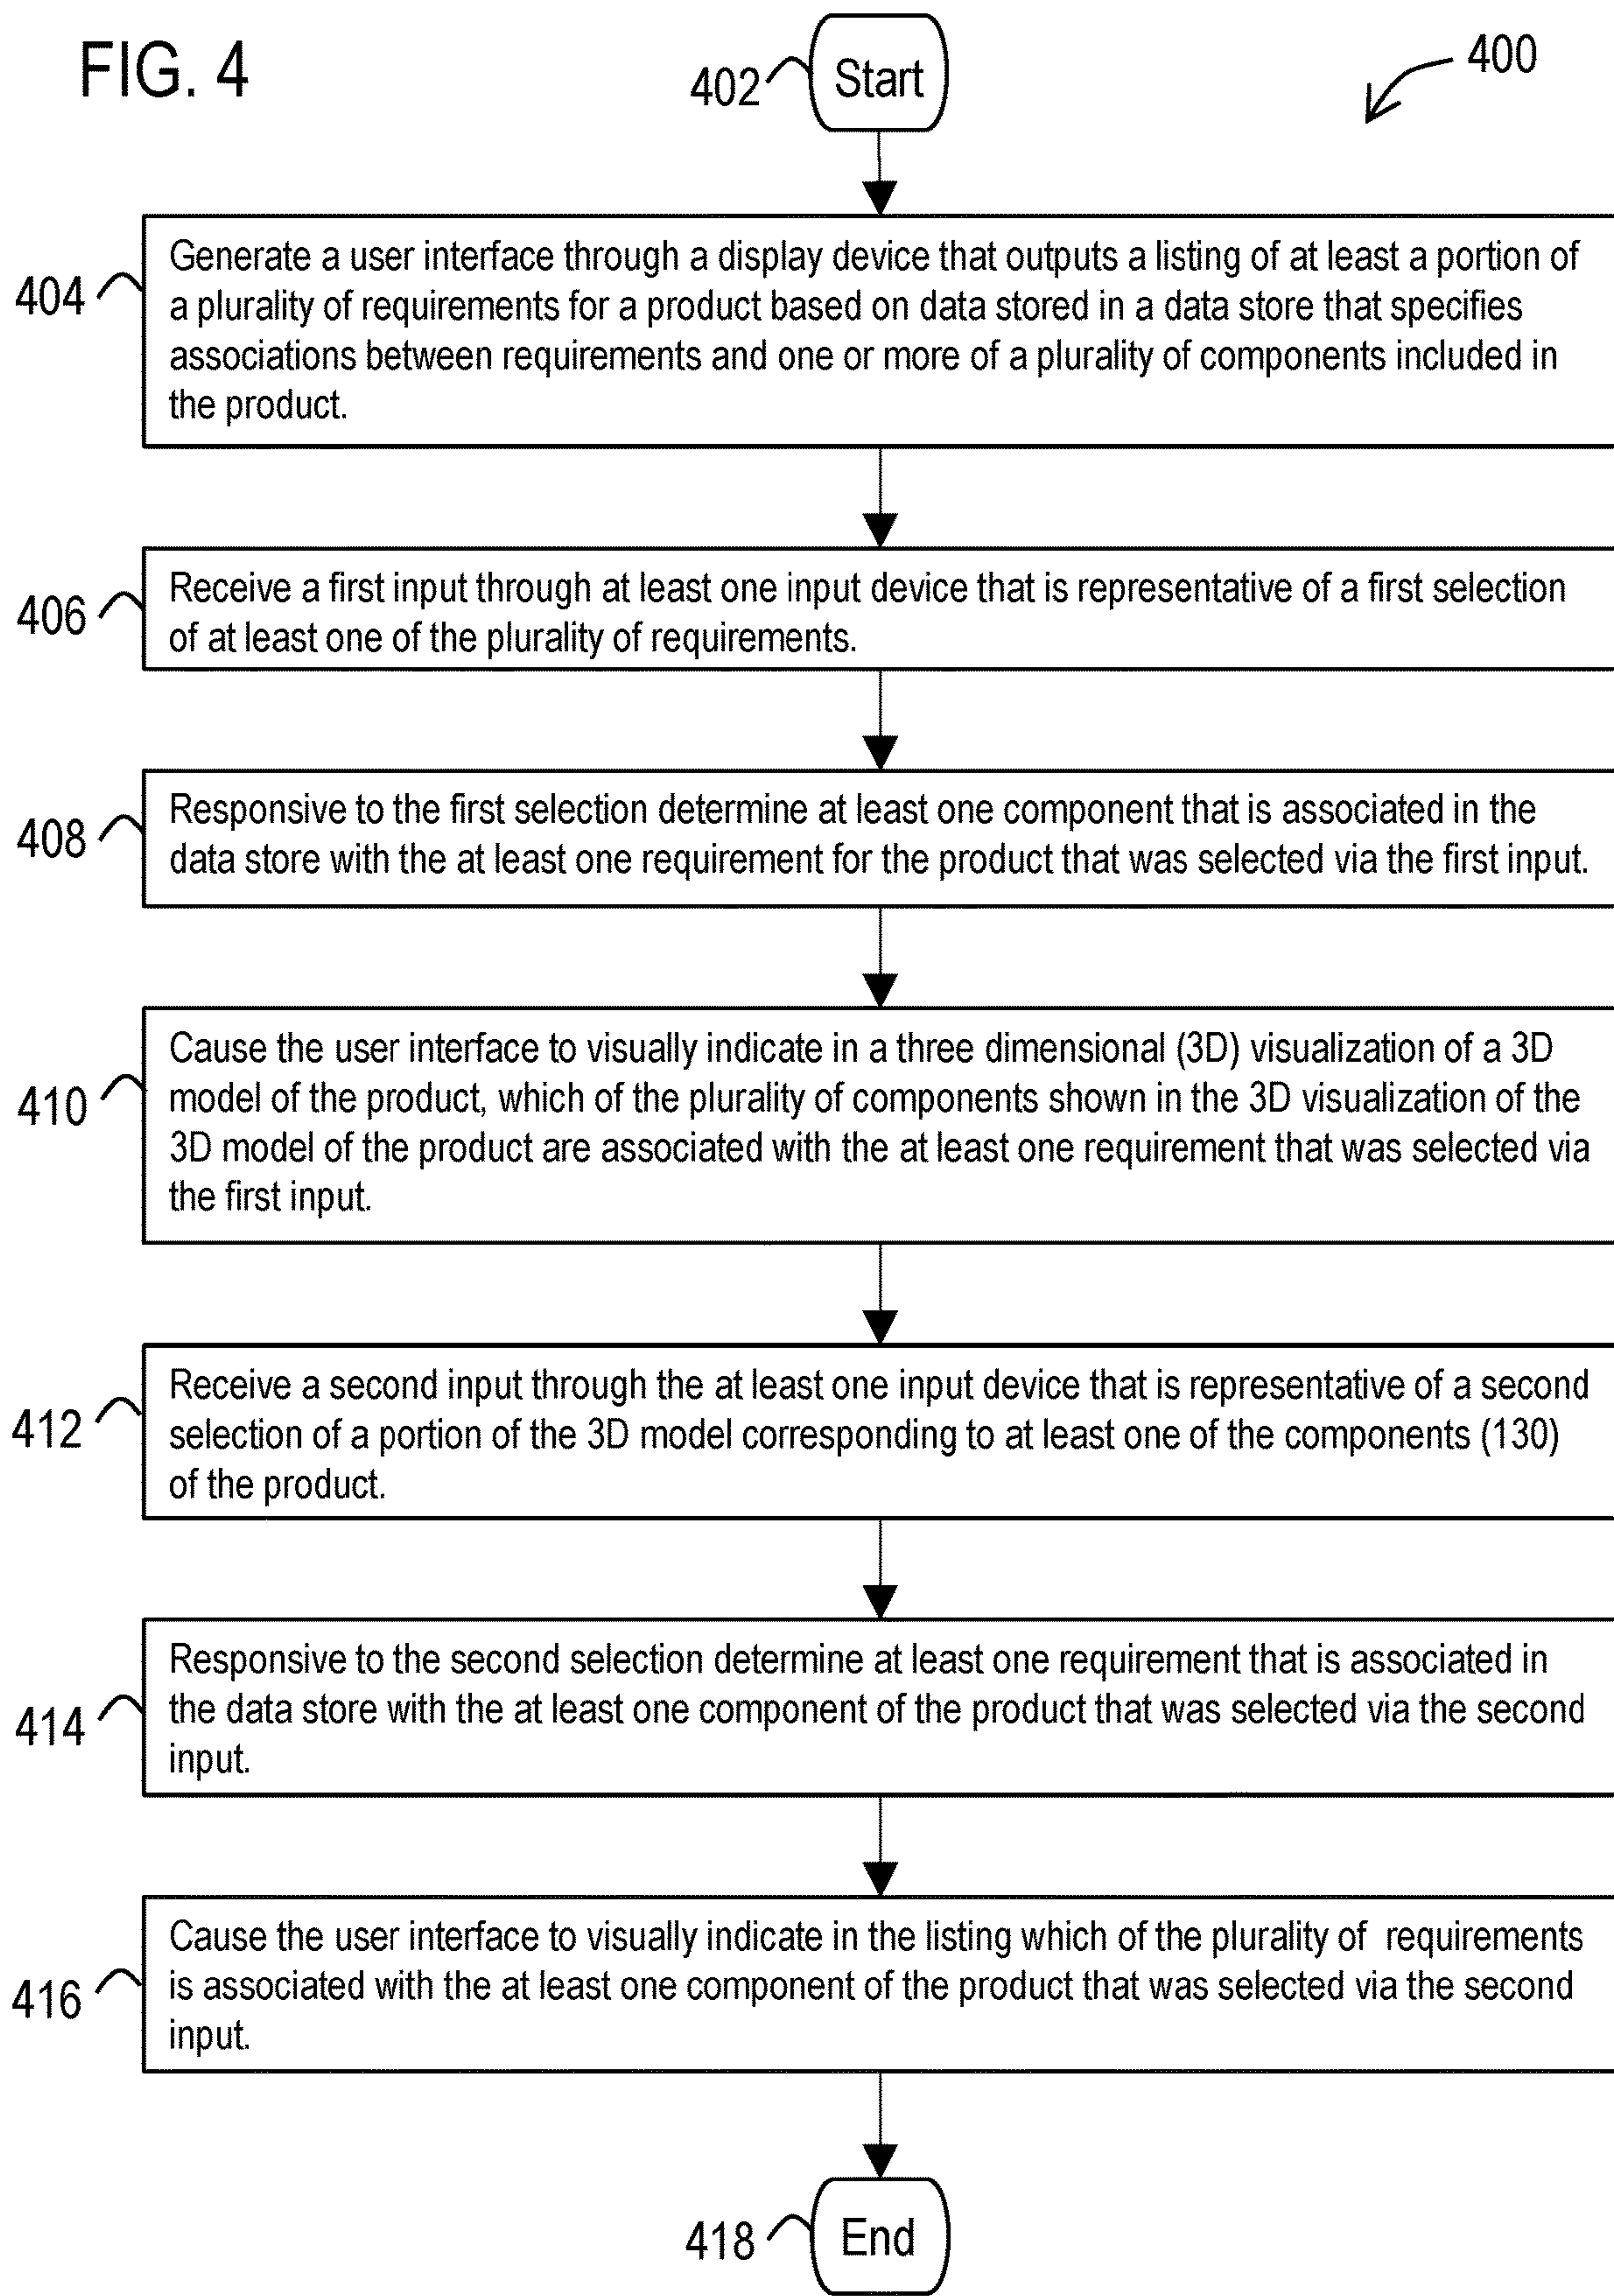 FIG. 4
400
402
Start
404
Generate a user interface through a display device that outputs a listing of at least a portion of
a plurality of requirements for a product based on data stored in a data store that specifies
associations between requirements and one or more of a plurality of components included in
the product.
406
Receive a first input through at least one input device that is representative of a first selection
of at least one of the plurality of requirements.
408
Responsive to the first selection determine at least one component that is associated in the
data store with the at least one requirement for the product that was selected via the first input.
410
Cause the user interface to visually indicate in a three dimensional (3D) visualization of a 3D
model of the product, which of the plurality of components shown in the 3D visualization of the
3D model of the product are associated with the at least one requirement that was selected via
the first input.
412
Receive a second input through the at least one input device that is representative of a second
selection of a portion of the 3D model corresponding to at least one of the components (130)
of the product.
414
Responsive to the second selection determine at least one requirement that is associated in
the data store with the at least one component of the product that was selected via the second
input.
416
Cause the user interface to visually indicate in the listing which of the plurality of requirements
is associated with the at least one component of the product that was selected via the second
input.
418
End